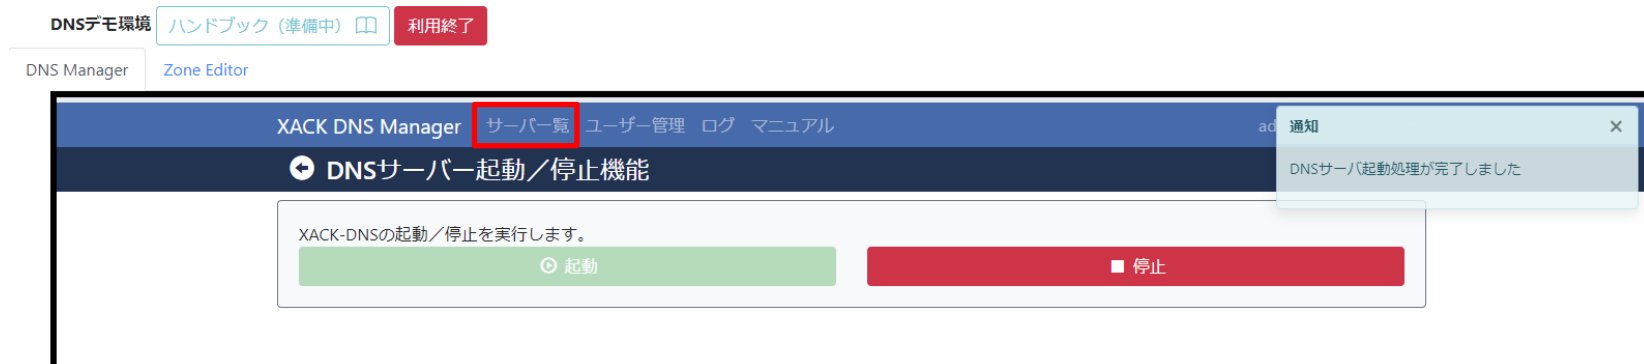 DNSデモ環境 ハンドブック（準備中） 利用終了
DNS Manager Zone Editor
XACK DNS Manager サーバ一覧 ユーザー管理 ログ マニュアル ad
通知
DNSサーバー起動／停止機能
DNSサーバ起動処理が完了しました
XACK-DNSの起動／停止を実行します。
起動 停止